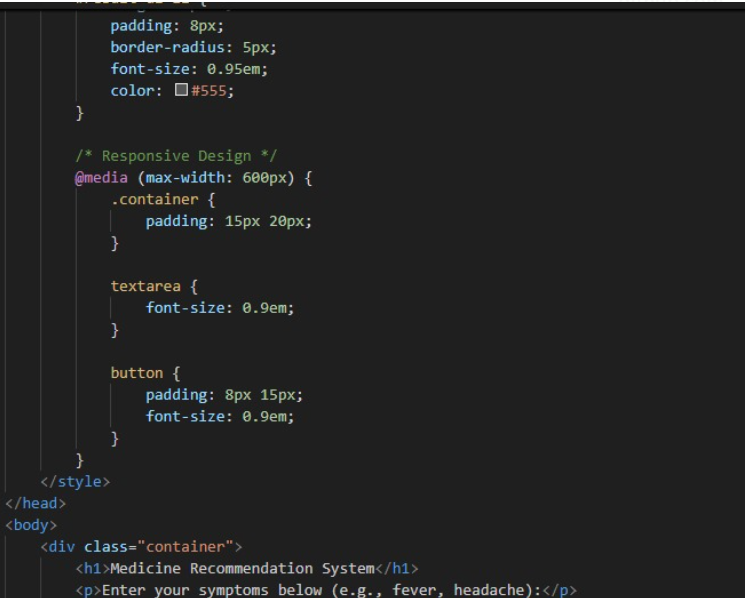 padding: 8px;
border-radius: 5px;
font-size: 0.95em;
color: #555;
}
/* Responsive Design */
@media (max-width: 600px) {
.container {
padding: 15px 20px;
}
textarea {
font-size: 0.9em;
}
button {
padding: 8px 15px;
font-size: 0.9em;
}
}
</style>
</head>
<body>
<div class="container">
<h1>Medicine Recommendation System</h1>
<p>Enter your symptoms below (e.g., fever, headache):</p>